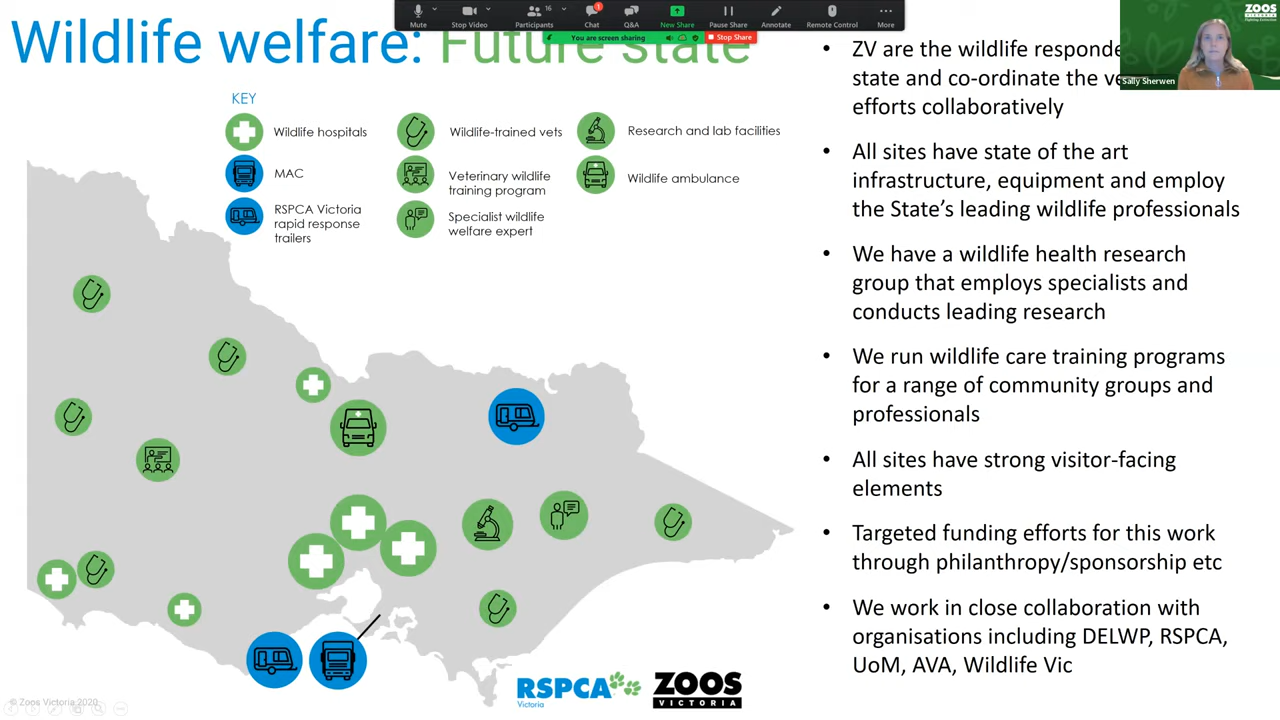 Mute
Stop Video
16
Participants
1
Chat
Q&A
New Share
Pause Share
Annotate
Remote Control
More
You are screen sharing
Stop Share
ZOOS
VICTORIA
Fighting Extinction
Sally Sherwen
Wildlife welfare: Future state
KEY
Wildlife hospitals
MAC
RSPCA Victoria
rapid response
trailers
Wildlife-trained vets
Veterinary wildlife
training program
Specialist wildlife
welfare expert
Research and lab facilities
Wildlife ambulance
• ZV are the wildlife responde
state and co-ordinate the ve
efforts collaboratively
• All sites have state of the art
infrastructure, equipment and employ
the State’s leading wildlife professionals
• We have a wildlife health research
group that employs specialists and
conducts leading research
• We run wildlife care training programs
for a range of community groups and
professionals
• All sites have strong visitor-facing
elements
• Targeted funding efforts for this work
through philanthropy/sponsorship etc
• We work in close collaboration with
organisations including DELWP, RSPCA,
UoM, AVA, Wildlife Vic
RSPCA
Victoria
ZOOS
VICTORIA
© Zoos Victoria 2020